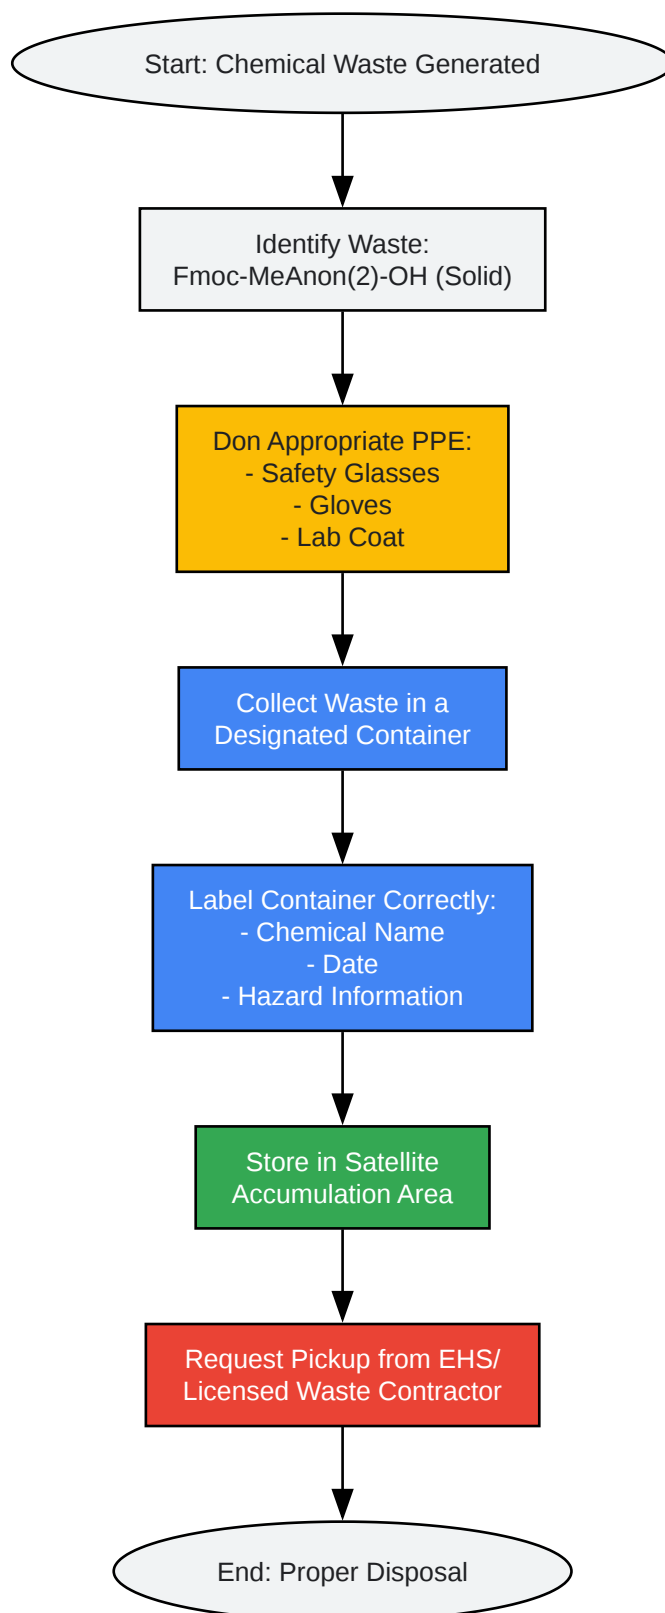 Start: Chemical Waste Generated
Identify Waste:
Fmoc-MeAnon(2)-OH (Solid)
Don Appropriate PPE:
- Safety Glasses
- Gloves
- Lab Coat
Collect Waste in a
Designated Container
Label Container Correctly:
- Chemical Name
- Date
- Hazard Information
Store in Satellite
Accumulation Area
Request Pickup from EHS/
Licensed Waste Contractor
End: Proper Disposal